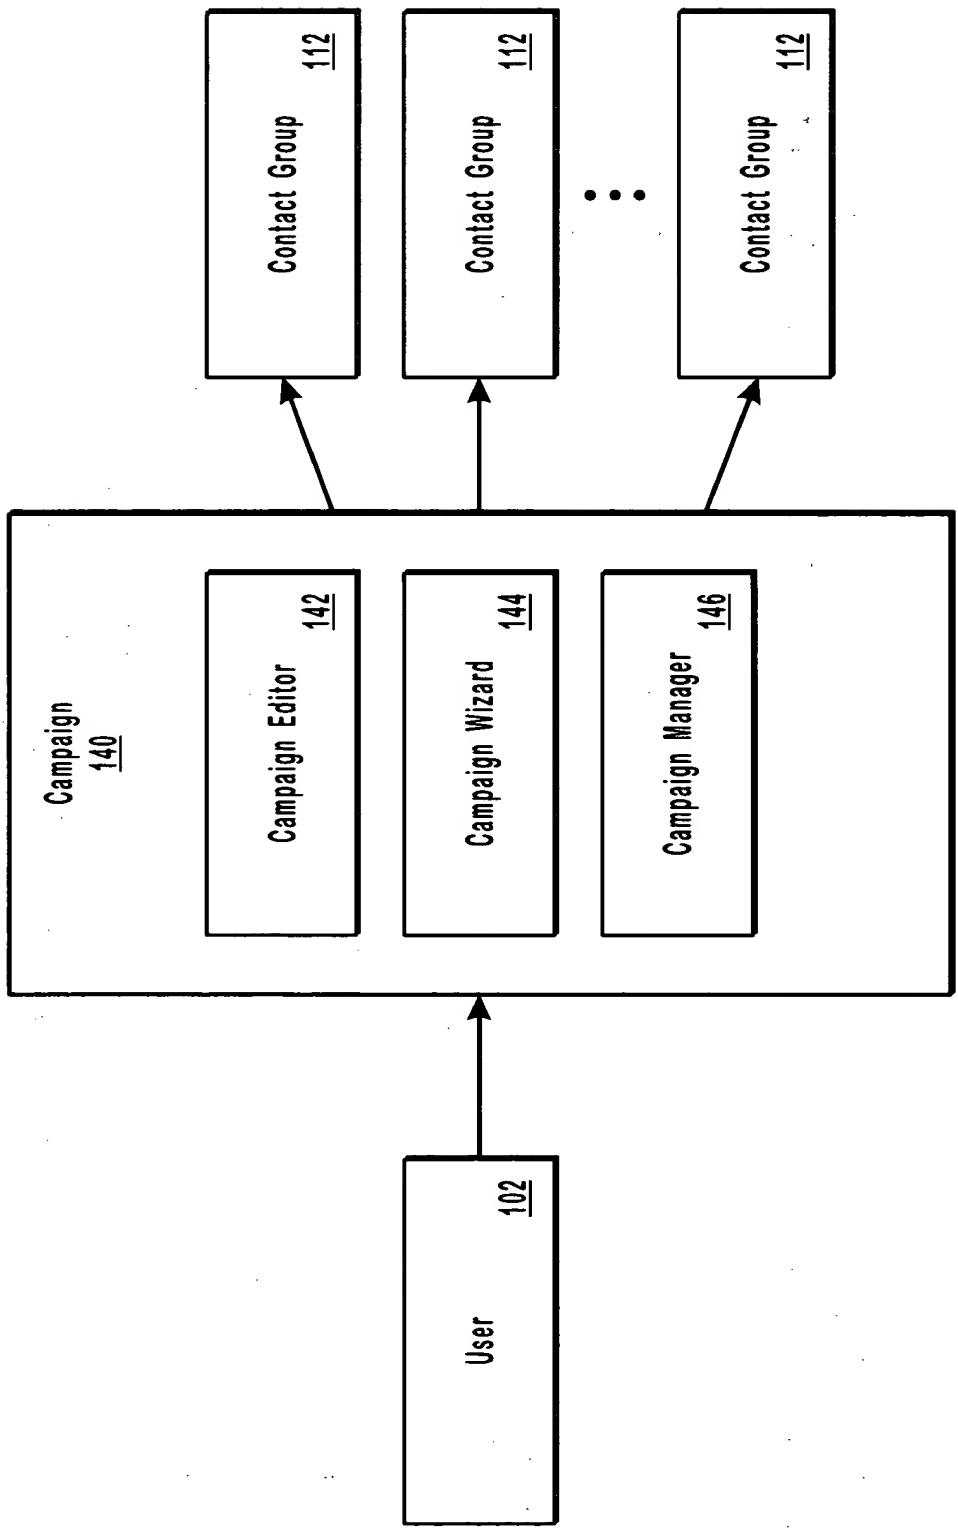 User
102
Campaign
140
Campaign Editor
142
Campaign Wizard
144
Campaign Manager
146
Contact Group
112
Contact Group
112
Contact Group
112